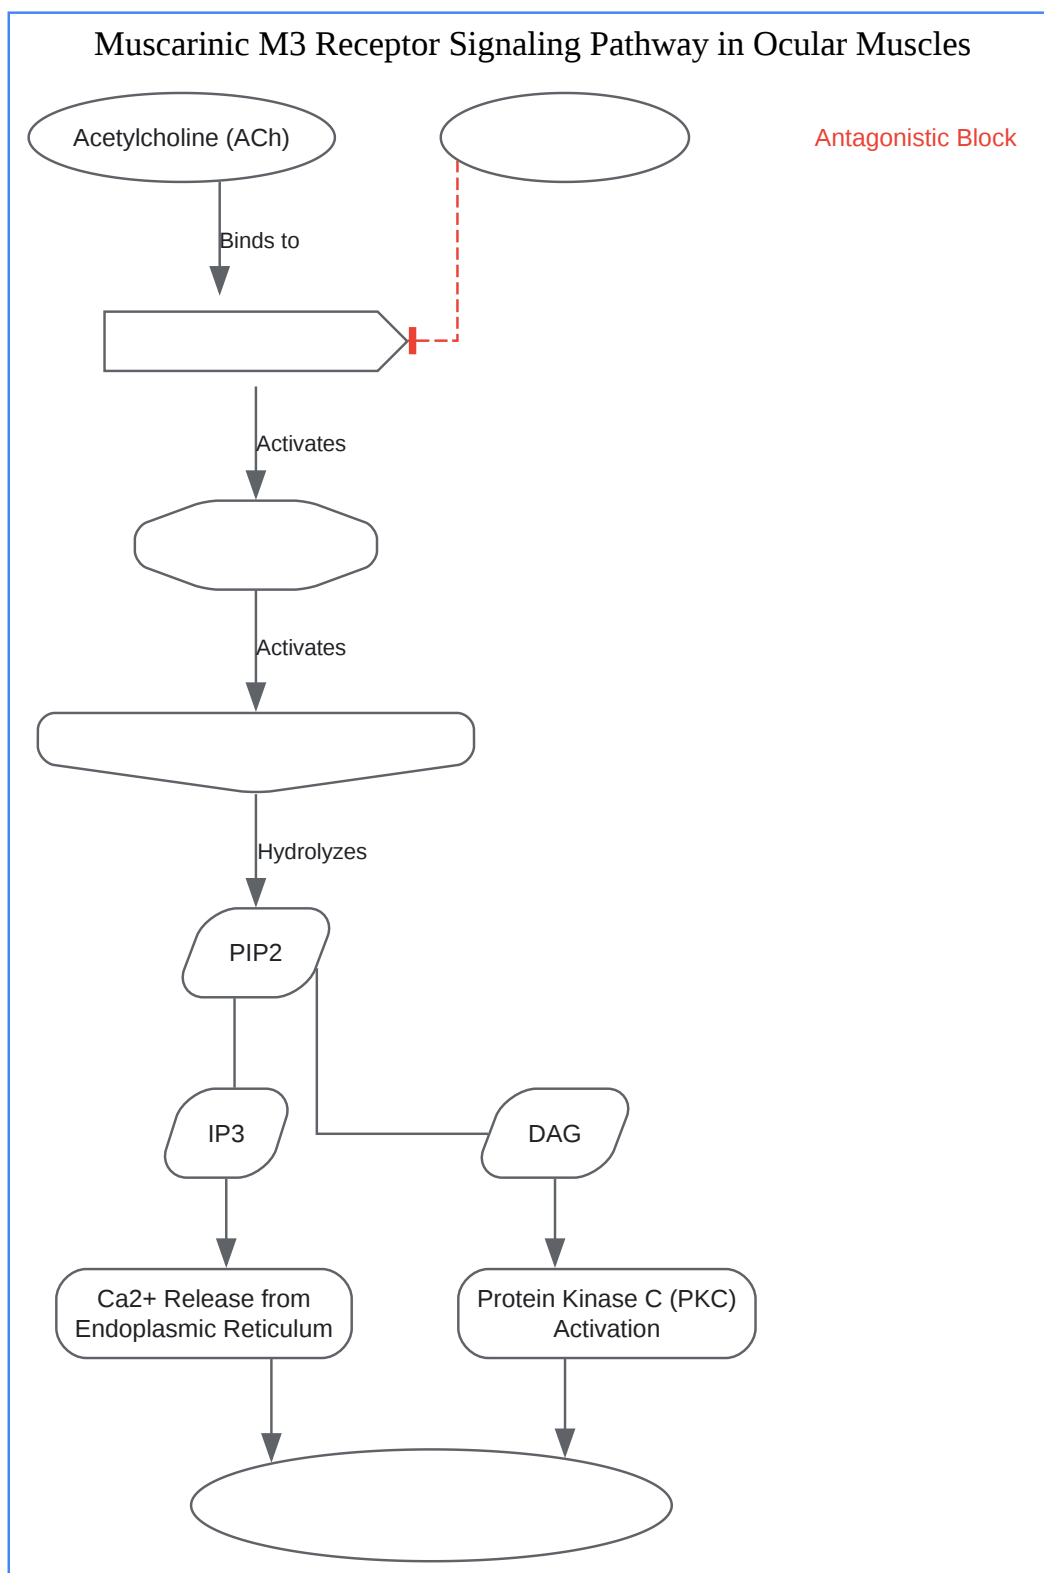 Muscarinic M3 Receptor Signaling Pathway in Ocular Muscles
Acetylcholine (ACh)
Antagonistic Block
Binds to
Activates
Activates
Hydrolyzes
PIP2
IP3
DAG
Ca2+ Release from
Endoplasmic Reticulum
Protein Kinase C (PKC)
Activation